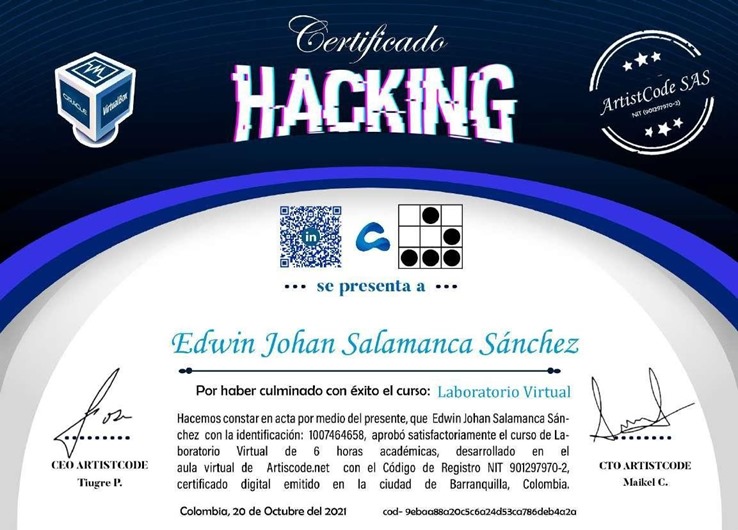 Certificado
HACKING
ORACLE
VM
VirtualBox
ArtistCode SAS
NIT (901297970-2)
in
••• se presenta a •••
Edwin Johan Salamanca Sánchez
Por haber culminado con éxito el curso: Laboratorio Virtual
Hacemos constar en acta por medio del presente, que Edwin Johan Salamanca Sán-
chez con la identificación: 1007464658, aprobó satisfactoriamente el curso de La-
boratorio Virtual de 6 horas académicas, desarrollado en el
aula virtual de Artiscode.net con el Código de Registro NIT 901297970-2,
certificado digital emitido en la ciudad de Barranquilla, Colombia.
CEO ARTISTCODE
Tiugre P.
CTO ARTISTCODE
Maikel C.
Colombia, 20 de Octubre del 2021
cod- 9ebaa88a20c5c6a24d53ca786deb4a2a